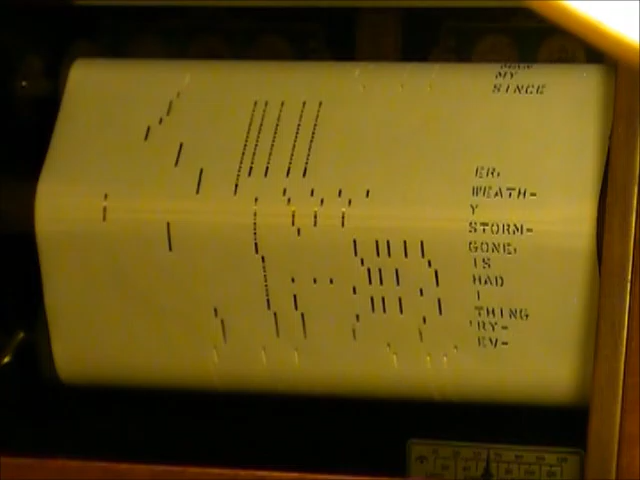 MY
SINCE
ER,
WEATH-
Y
STORM-
GONE,
IS
HAD
I
THING
'RY-
EV-